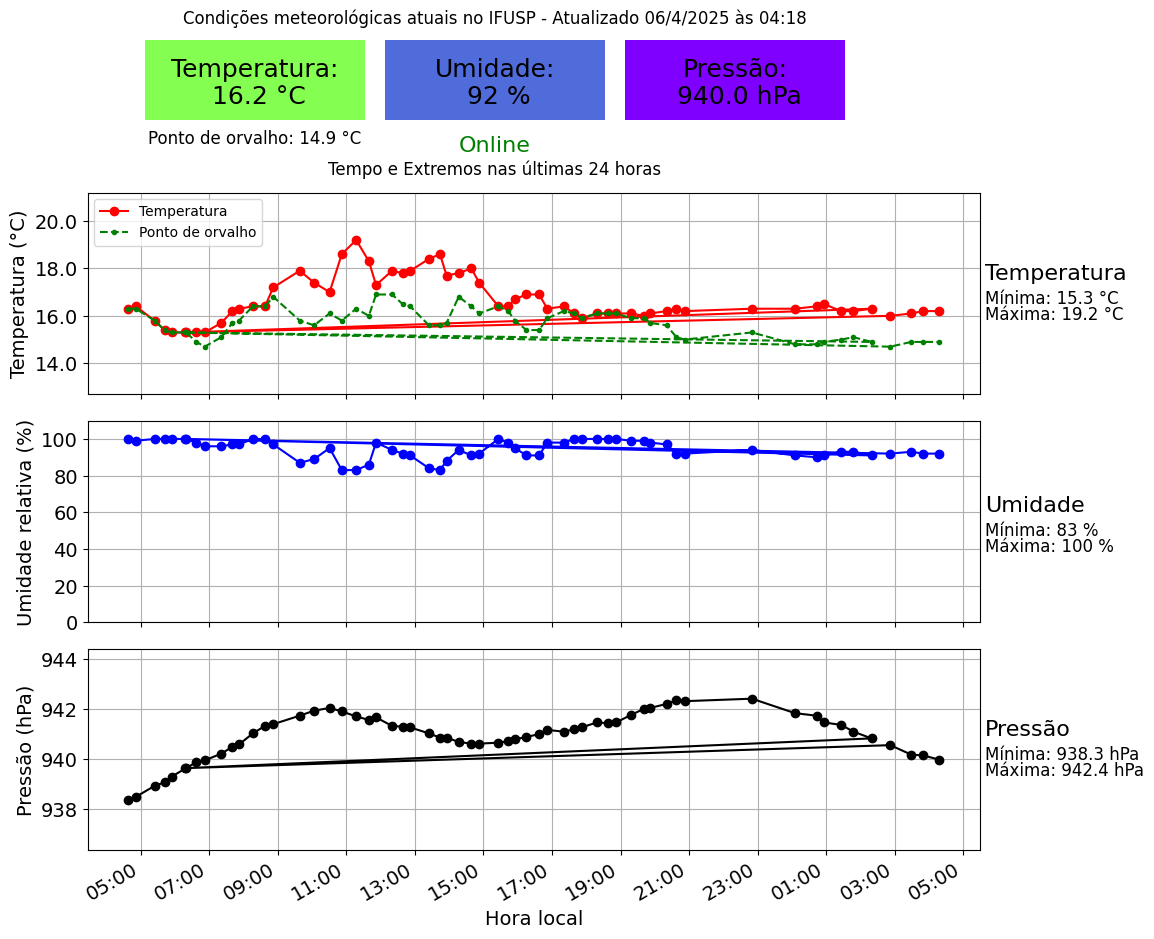 Condições meteorológicas atuais no IFUSP - Atualizado 06/4/2025 às 04:18
Temperatura:
16.2 °C
Umidade:
92 %
Pressão:
940.0 hPa
Ponto de orvalho: 14.9 °C
Online
Tempo e Extremos nas últimas 24 horas
Temperatura (°C)
20.0
18.0
16.0
14.0
Temperatura
Ponto de orvalho
Temperatura
Mínima: 15.3 °C
Máxima: 19.2 °C
Umidade relativa (%)
100
80
60
40
20
0
Umidade
Mínima: 83 %
Máxima: 100 %
Pressão (hPa)
944
942
940
938
Pressão
Mínima: 938.3 hPa
Máxima: 942.4 hPa
05:00
07:00
09:00
11:00
13:00
15:00
17:00
19:00
21:00
23:00
01:00
03:00
05:00
Hora local